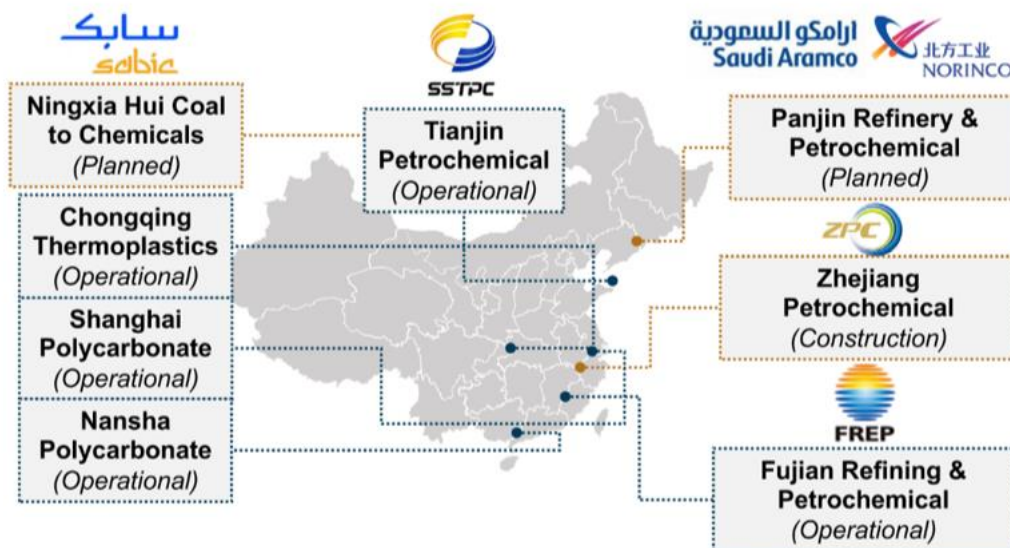 سابك
sabic
Ningxia Hui Coal
to Chemicals
(Planned)
Chongqing
Thermoplastics
(Operational)
Shanghai
Polycarbonate
(Operational)
Nansha
Polycarbonate
(Operational)
SSTPC
Tianjin
Petrochemical
(Operational)
ارامكو السعودية
Saudi Aramco
北方工业
NORINCO
Panjin Refinery &
Petrochemical
(Planned)
ZPC
Zhejiang
Petrochemical
(Construction)
FREP
Fujian Refining &
Petrochemical
(Operational)